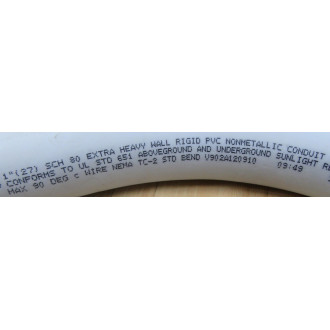 1"(27) SCH 80 EXTRA HEAVY WALL RIGID PVC NONMETALLIC CONDUIT
CONFORMS TO UL STD 651 ABOVEGROUND AND UNDERGROUND SUNLIGHT RE
MAX 90 DEG c WIRE NEMA TC-2 STD BEND V902A120910 09:49